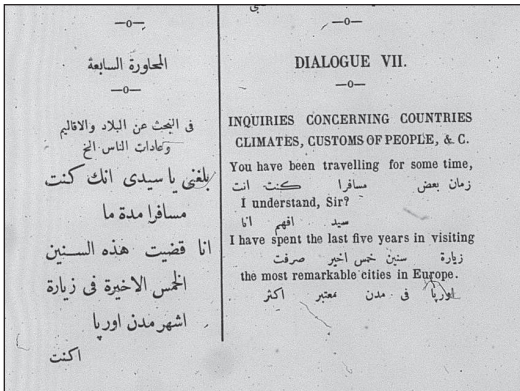 —o—
المحاورة السابعة
—o—
فى البحث عن البلاد والاقاليم
وعادات الناس الخ
بلغنى يا سيدى انك كنت
مسافرا مدة ما
انا قضيت هذه السنين
الخمس الاخيرة فى زيارة
اشهر مدن اورپا
اكنت
—o—
DIALOGUE VII.
—o—
INQUIRIES CONCERNING COUNTRIES
CLIMATES, CUSTOMS OF PEOPLE, &. C.
You have been travelling for some time,
زمان بعض مسافرا كنت انت
I understand, Sir?
سيد افهم انا
I have spent the last five years in visiting
زيارة سنين خمس اخير صرفت
the most remarkable cities in Europe.
اورپا فى مدن معتبر اكثر